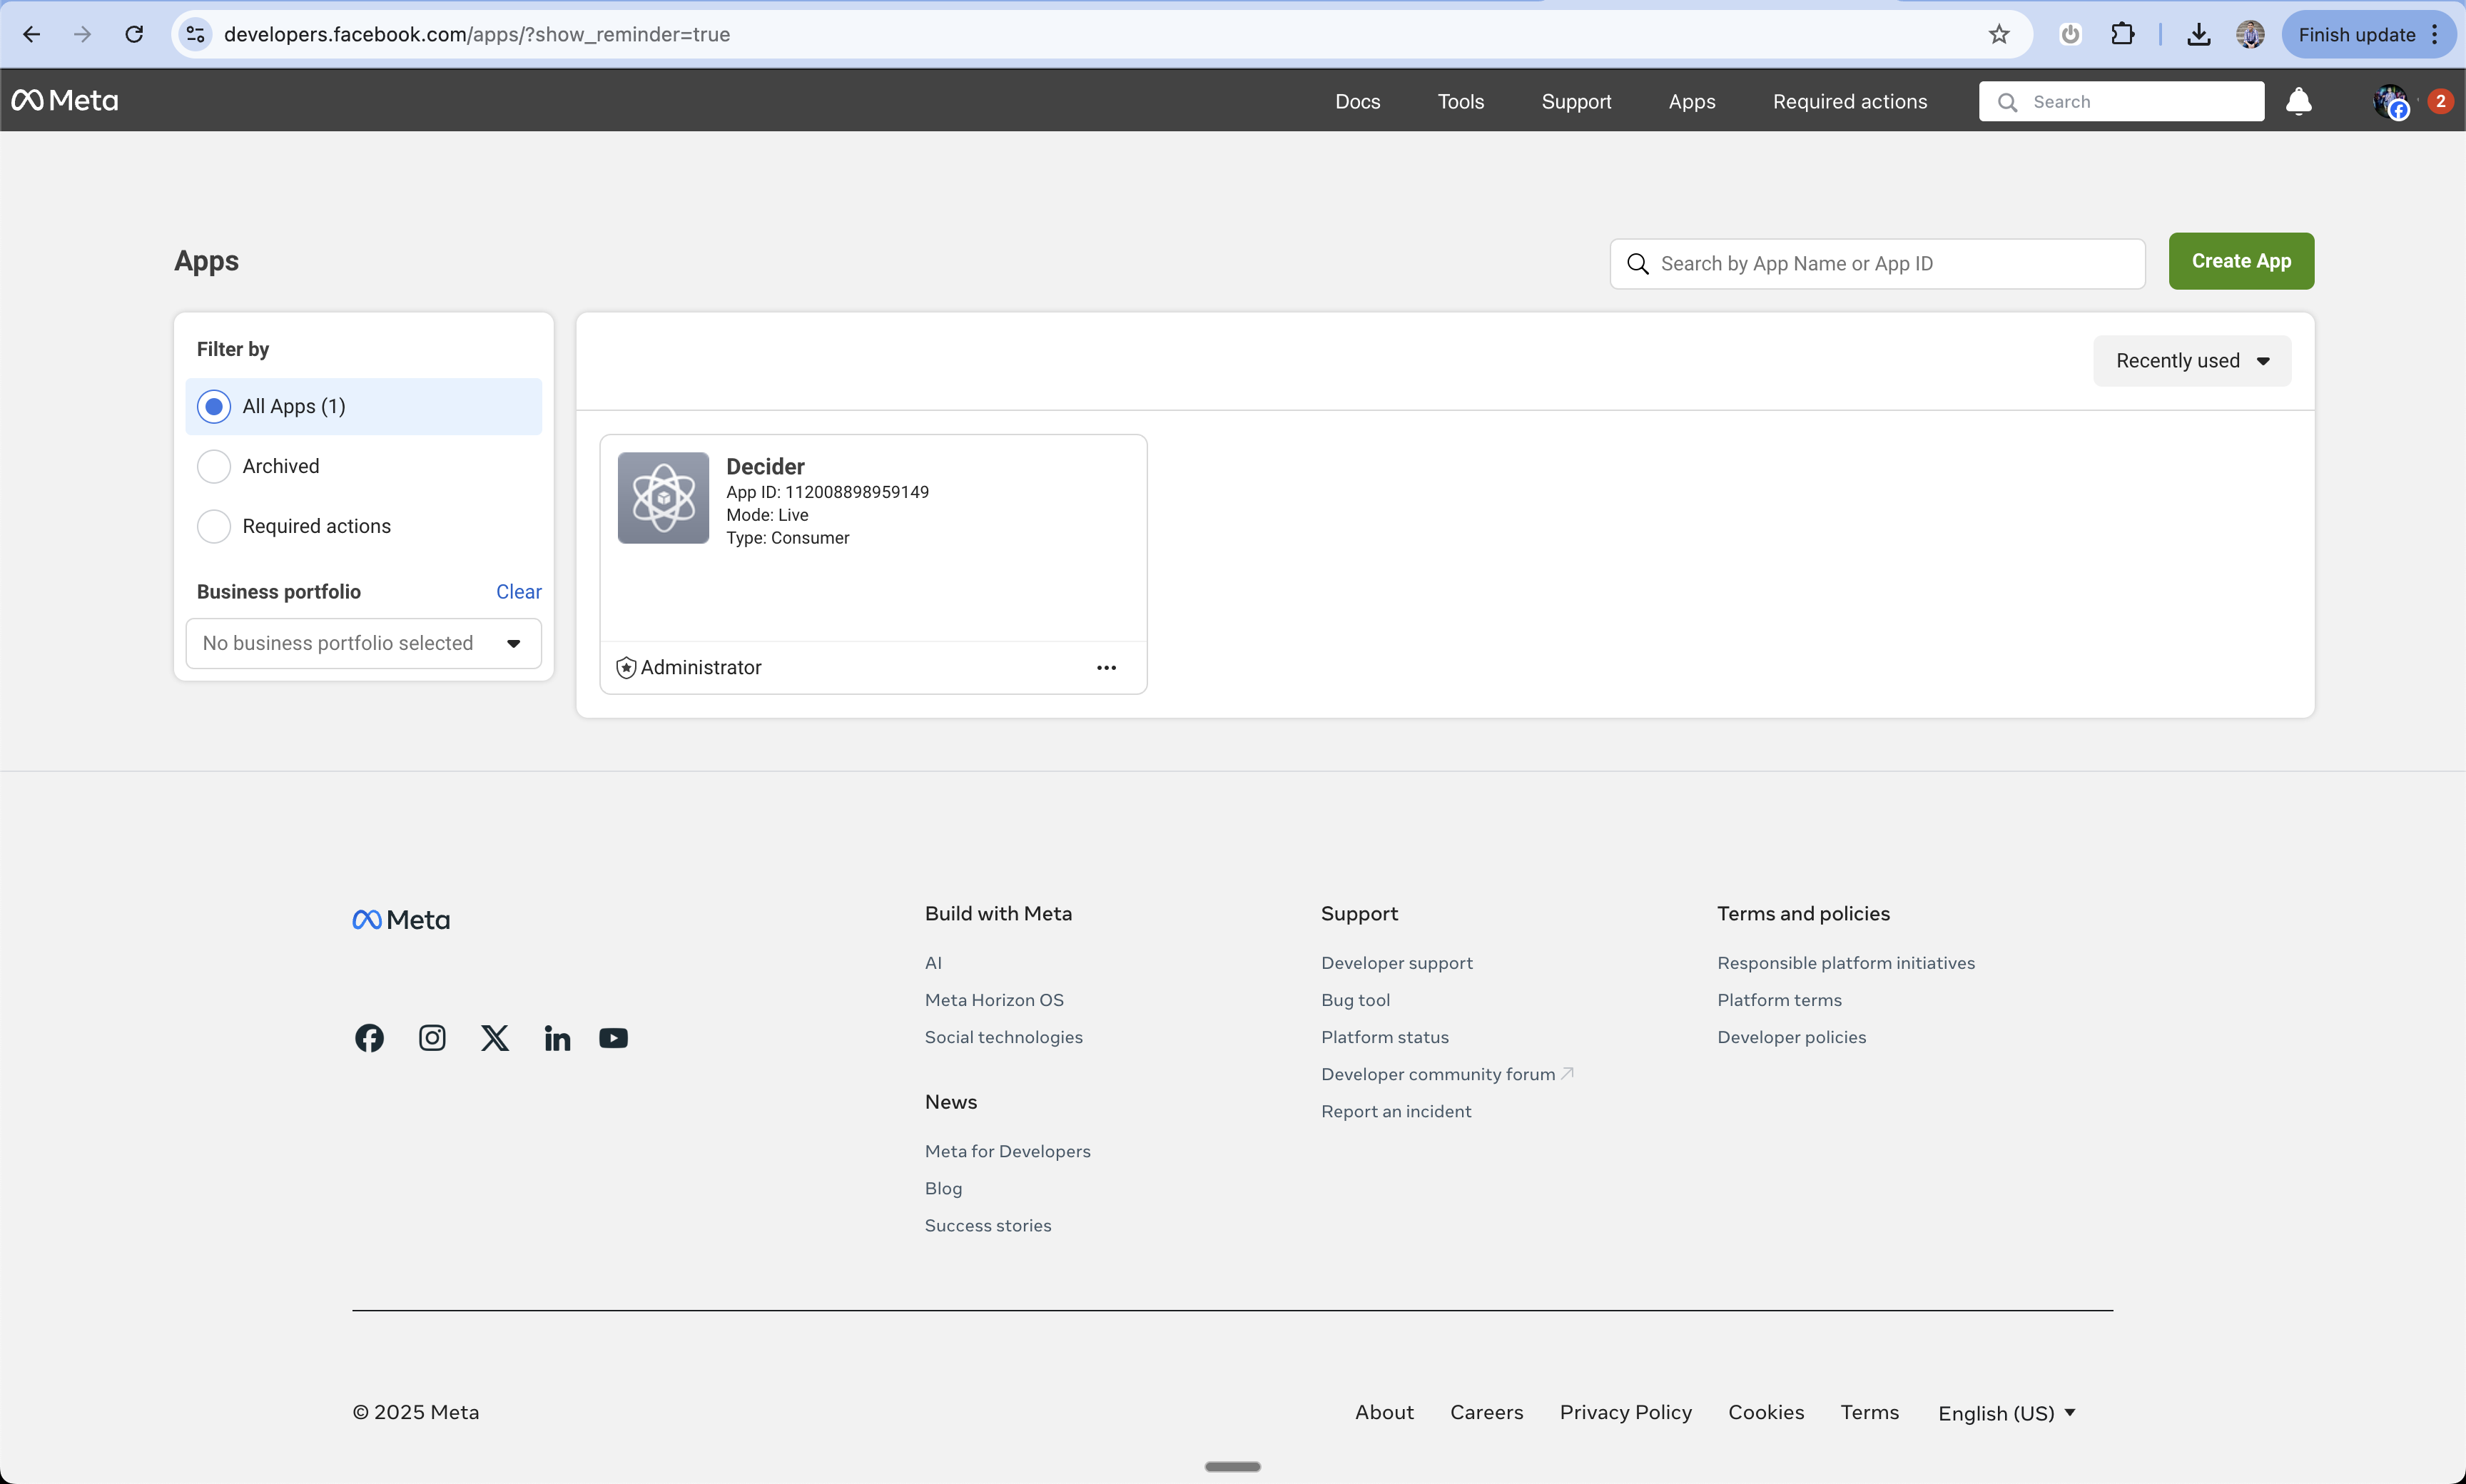 developers.facebook.com/apps/?show_reminder=true
Finish update
Meta
Docs
Tools
Support
Apps
Required actions
Search
2
Apps
Search by App Name or App ID
Create App
Filter by
All Apps (1)
Archived
Required actions
Business portfolio
Clear
No business portfolio selected
Recently used
Decider
App ID: 112008898959149
Mode: Live
Type: Consumer
Administrator
Meta
Build with Meta
AI
Meta Horizon OS
Social technologies
News
Meta for Developers
Blog
Success stories
Support
Developer support
Bug tool
Platform status
Developer community forum
Report an incident
Terms and policies
Responsible platform initiatives
Platform terms
Developer policies
© 2025 Meta
About
Careers
Privacy Policy
Cookies
Terms
English (US)